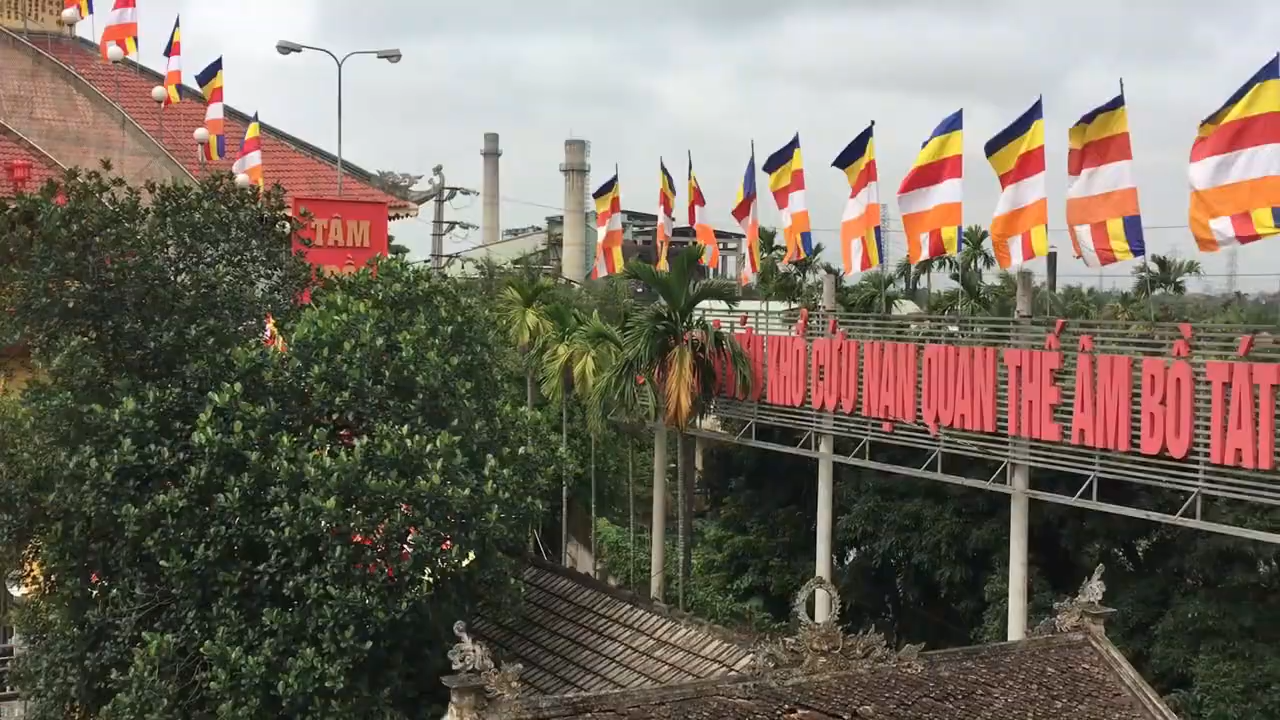 TÂM
KHỔ CỨU NẠN QUAN THẾ ÂM BỒ TÁT